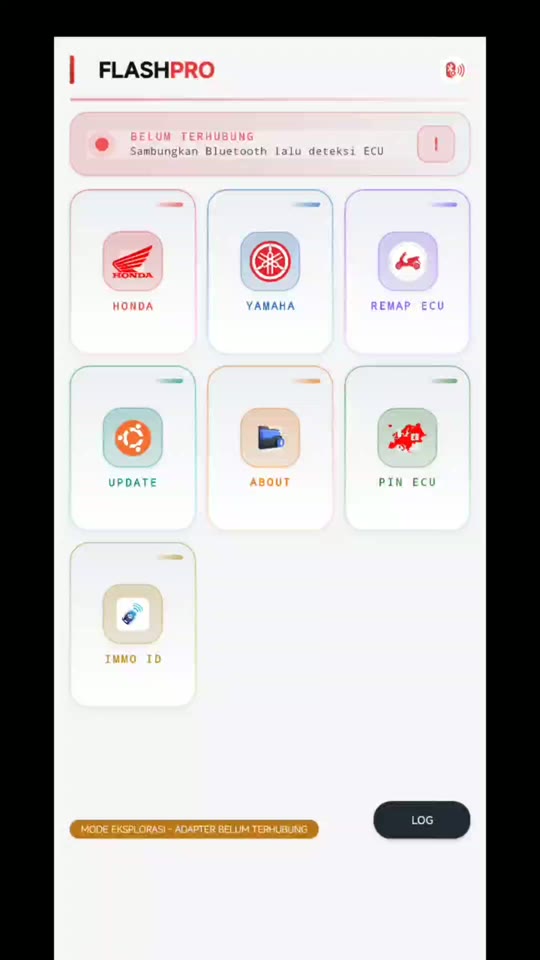 FLASHPRO
BELUM TERHUBUNG
Sambungkan Bluetooth lalu deteksi ECU
!
HONDA
HONDA
YAMAHA
REMAP ECU
UPDATE
ABOUT
PIN ECU
IMMO ID
MODE EKSPLORASI - ADAPTER BELUM TERHUBUNG
LOG